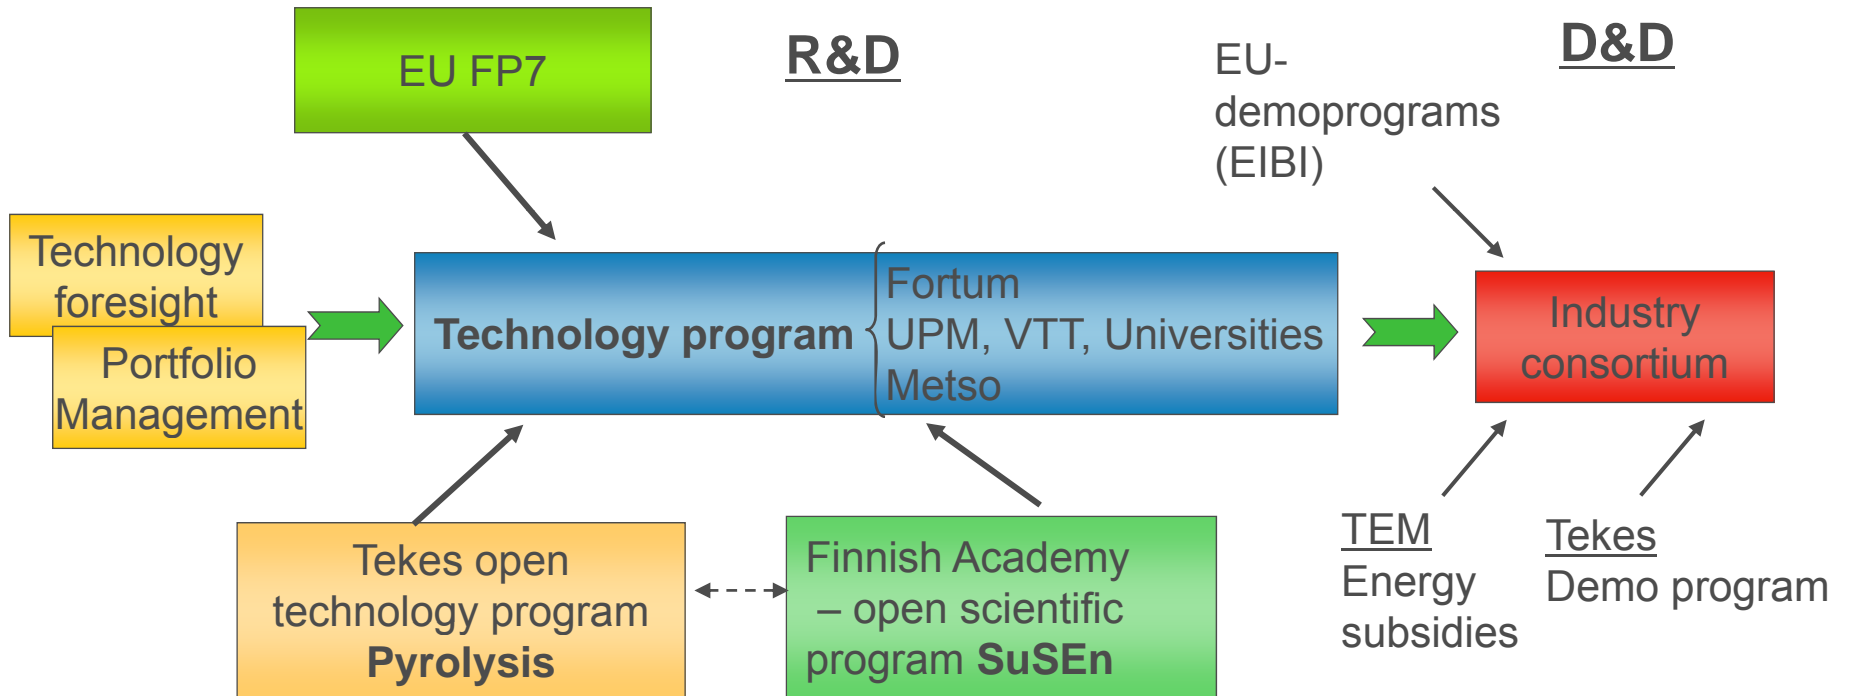 EU FP7
R&D
EU-
demoprograms
(EIBI)
D&D
Technology
foresight
Portfolio
Management
Technology program
Fortum
UPM, VTT, Universities
Metso
Industry
consortium
Tekes open
technology program
Pyrolysis
Finnish Academy
– open scientific
program SuSEn
TEM
Energy
subsidies
Tekes
Demo program